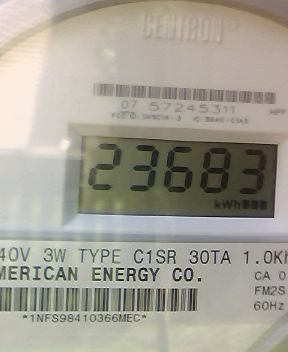 CENTRON®
07 57245311
23683
kWh
40V 3W TYPE C1SR 30TA 1.0Kh
MERICAN ENERGY CO.
CA 0
FM2S
60Hz
*1NFS98410366MEC*